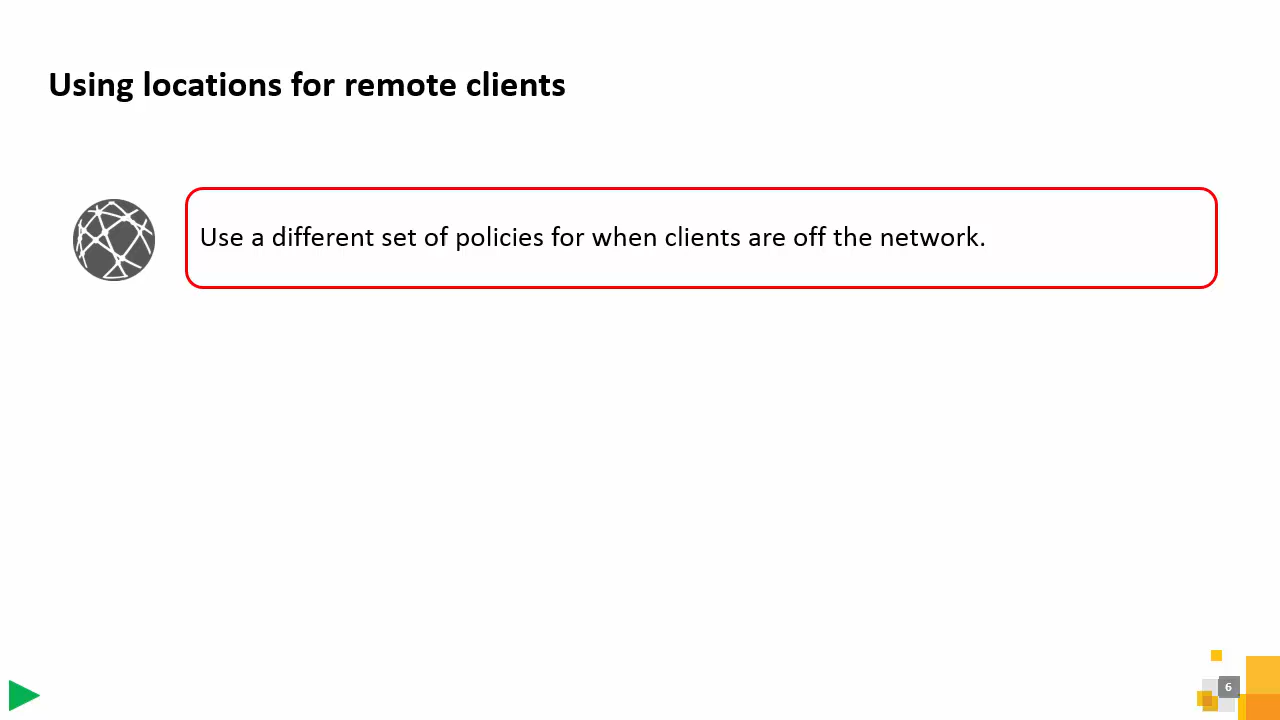 Using locations for remote clients
Use a different set of policies for when clients are off the network.
6